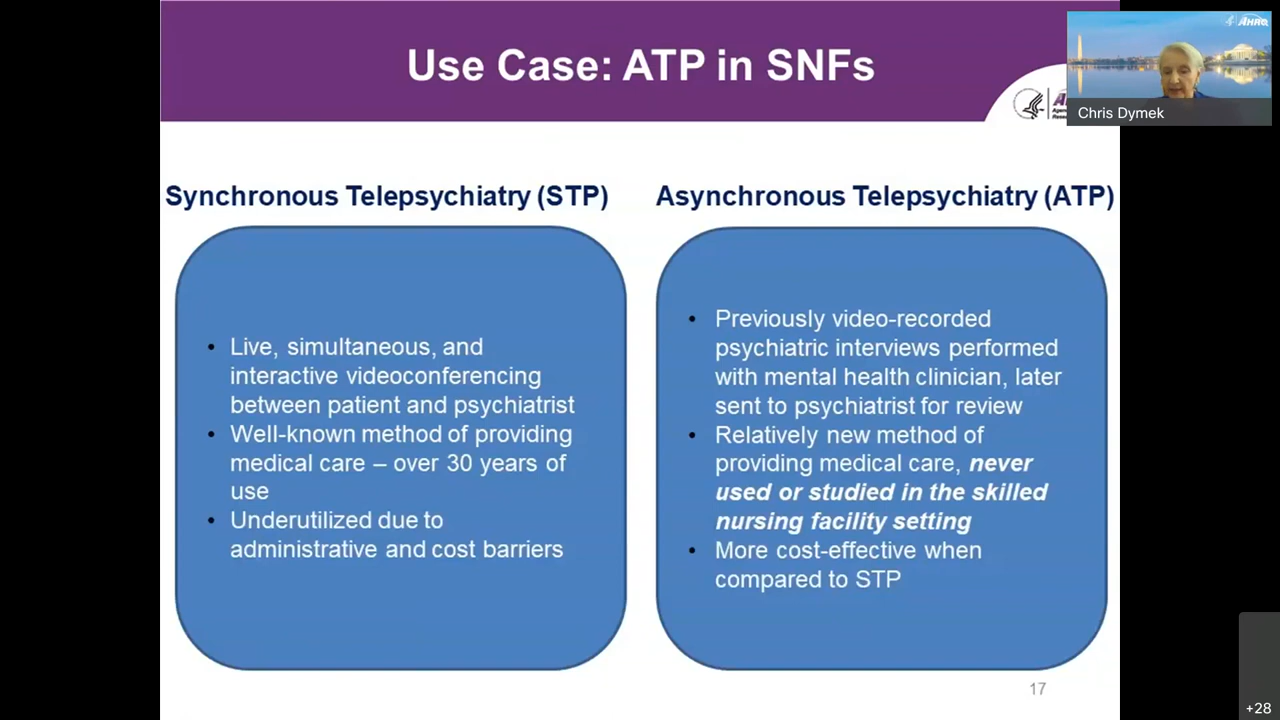 Use Case: ATP in SNFs
AHRQ
Chris Dymek
Synchronous Telepsychiatry (STP)
• Live, simultaneous, and
interactive videoconferencing
between patient and psychiatrist
• Well-known method of providing
medical care – over 30 years of
use
• Underutilized due to
administrative and cost barriers
Asynchronous Telepsychiatry (ATP)
• Previously video-recorded
psychiatric interviews performed
with mental health clinician, later
sent to psychiatrist for review
• Relatively new method of
providing medical care, never
used or studied in the skilled
nursing facility setting
• More cost-effective when
compared to STP
17
+28